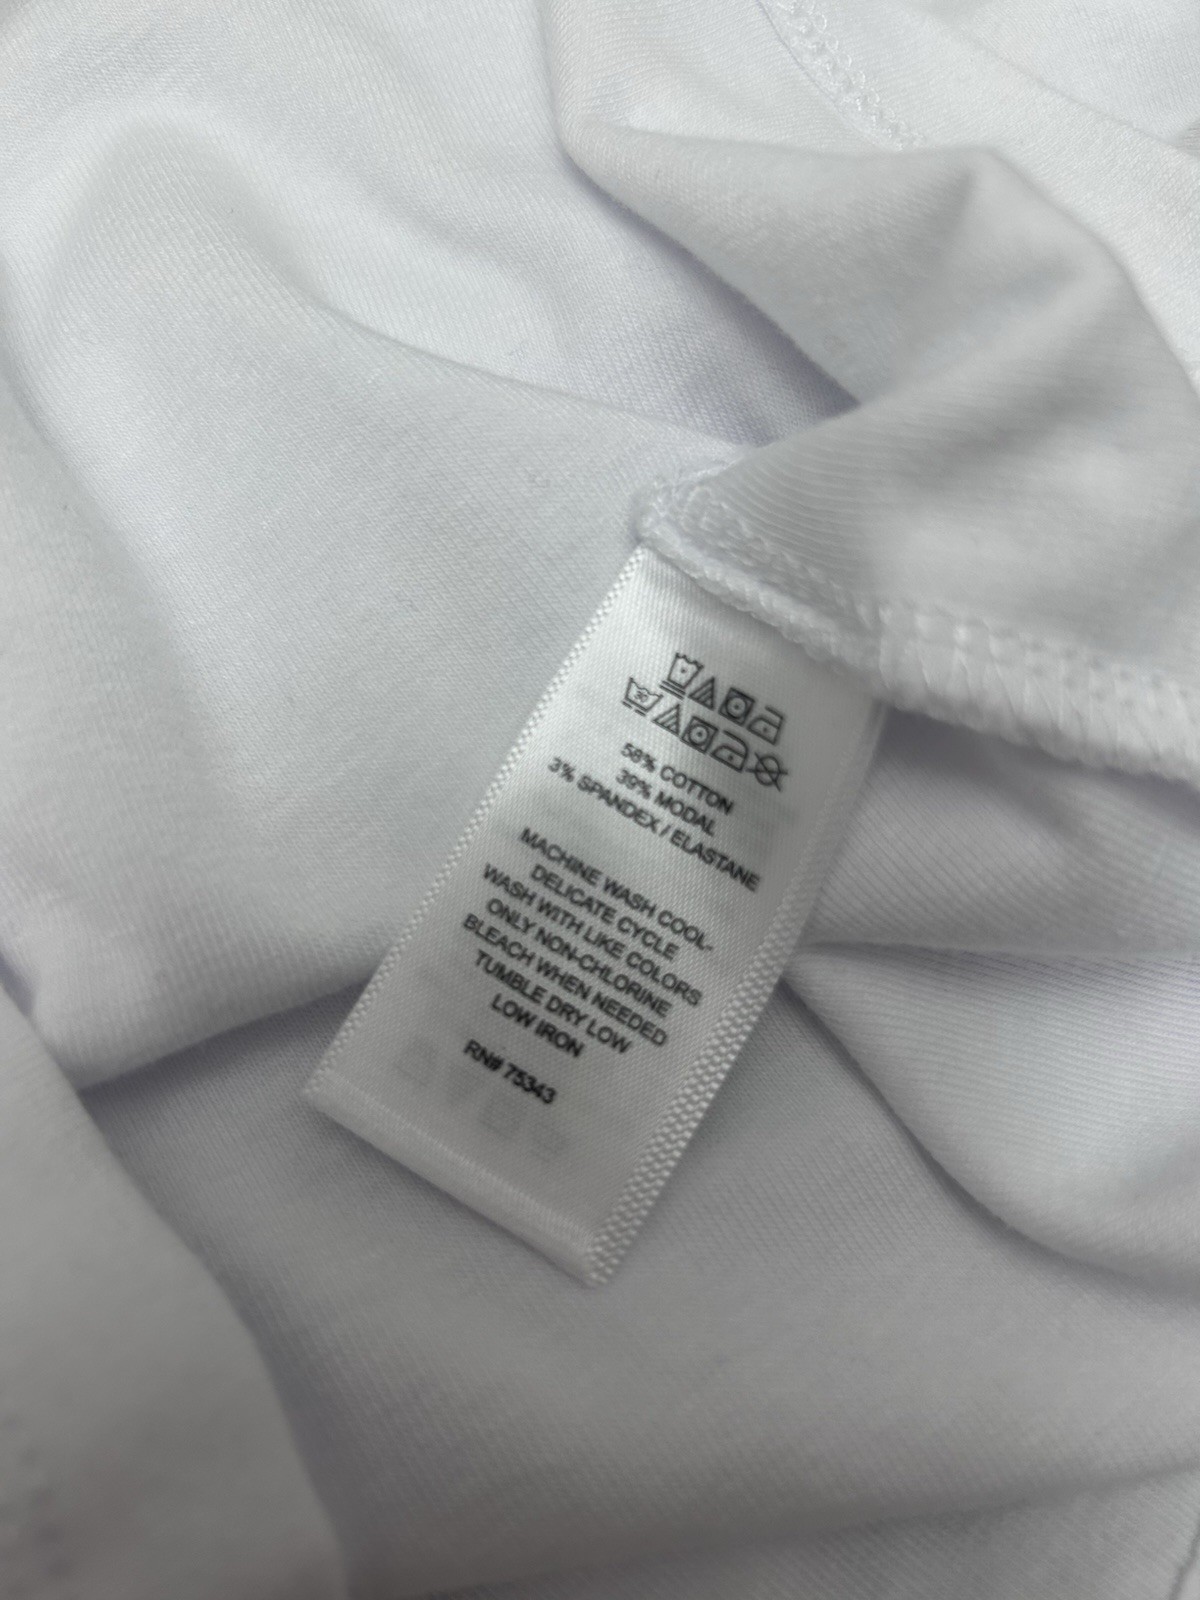 30
58% COTTON
39% MODAL
3% SPANDEX / ELASTANE
MACHINE WASH COOL-
DELICATE CYCLE
WASH WITH LIKE COLORS
ONLY NON-CHLORINE
BLEACH WHEN NEEDED
TUMBLE DRY LOW
LOW IRON
RN# 75343